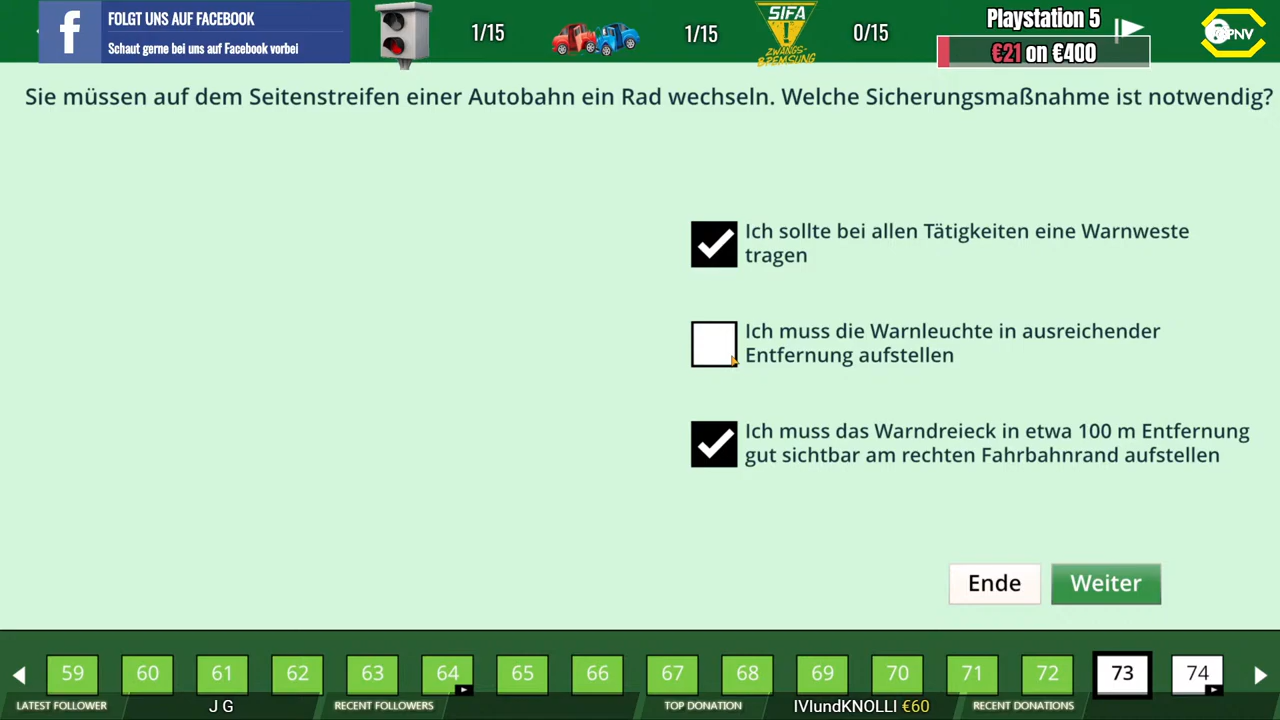 FOLGT UNS AUF FACEBOOK
Schaut gerne bei uns auf Facebook vorbei
1/15
1/15
SIFA
ZWANGS-
BREMSUNG
0/15
Playstation 5
€21 on €400
ÖPNV
Sie müssen auf dem Seitenstreifen einer Autobahn ein Rad wechseln. Welche Sicherungsmaßnahme ist notwendig?
Ich sollte bei allen Tätigkeiten eine Warnweste
tragen
Ich muss die Warnleuchte in ausreichender
Entfernung aufstellen
Ich muss das Warndreieck in etwa 100 m Entfernung
gut sichtbar am rechten Fahrbahnrand aufstellen
Ende
Weiter
59 60 61 62 63 64 65 66 67 68 69 70 71 72 73 74
LATEST FOLLOWER J G RECENT FOLLOWERS TOP DONATION IVIundKNOLLI €60 RECENT DONATIONS